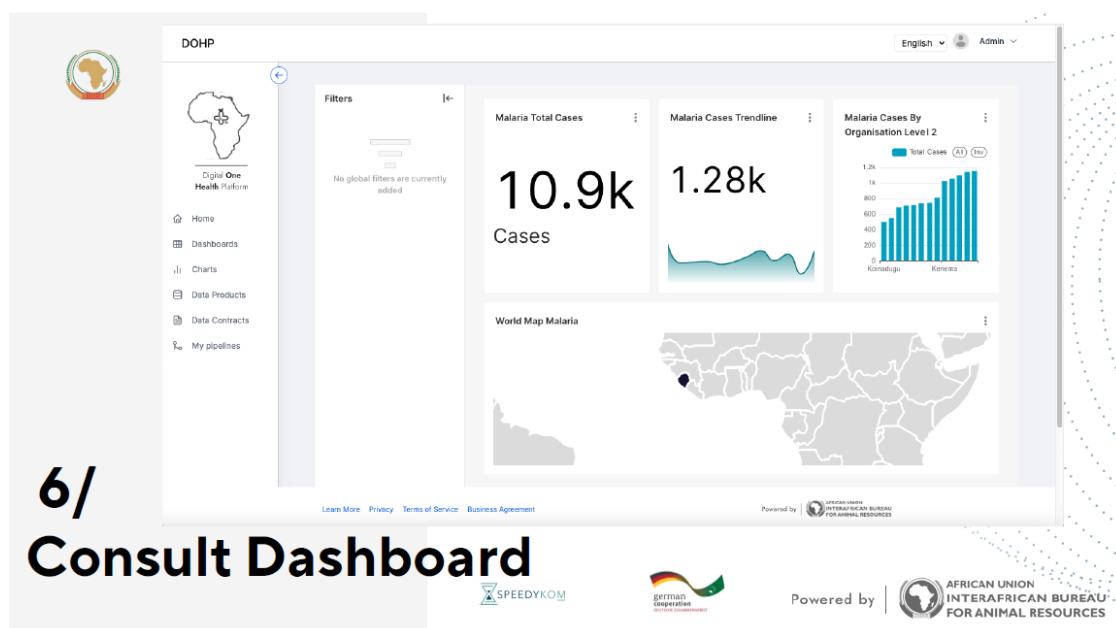 DOHP
English
Admin
Digital One
Health Platform
Home
Dashboards
Charts
Data Products
Data Contracts
My pipelines
Filters
No global filters are currently
added
Malaria Total Cases
10.9k
Cases
Malaria Cases Trendline
1.28k
Malaria Cases By
Organisation Level 2
Total Cases All Inv
1.2k
1k
800
600
400
200
0
Koinadugu Kenema
World Map Malaria
Learn More Privacy Terms of Service Business Agreement
Powered by
AFRICAN UNION
INTERAFRICAN BUREAU
FOR ANIMAL RESOURCES
6/
Consult Dashboard
SPEEDYKOM
german
cooperation
DEUTSCHE ZUSAMMENARBEIT
Powered by
AFRICAN UNION
INTERAFRICAN BUREAU
FOR ANIMAL RESOURCES